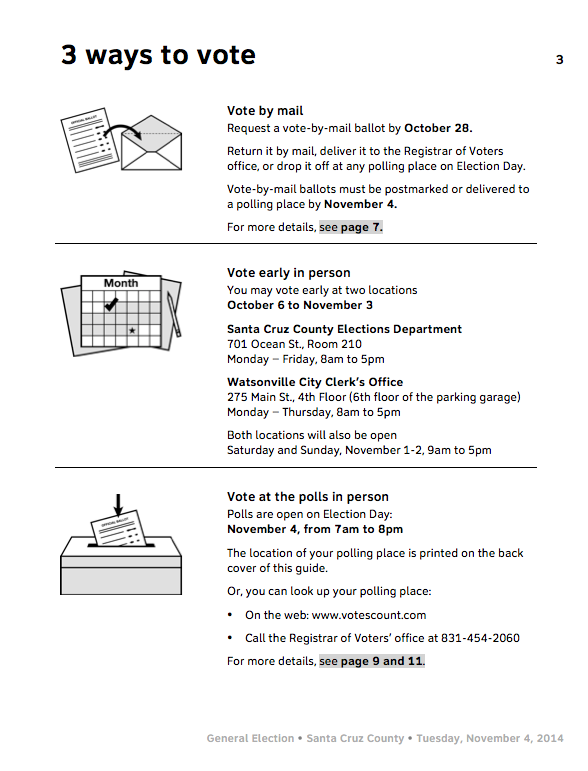 3 ways to vote
3
OFFICIAL BALLOT
Vote by mail
Request a vote-by-mail ballot by October 28.
Return it by mail, deliver it to the Registrar of Voters
office, or drop it off at any polling place on Election Day.
Vote-by-mail ballots must be postmarked or delivered to
a polling place by November 4.
For more details, see page 7.
Month
Vote early in person
You may vote early at two locations
October 6 to November 3
Santa Cruz County Elections Department
701 Ocean St., Room 210
Monday – Friday, 8am to 5pm
Watsonville City Clerk's Office
275 Main St., 4th Floor (6th floor of the parking garage)
Monday – Thursday, 8am to 5pm
Both locations will also be open
Saturday and Sunday, November 1-2, 9am to 5pm
OFFICIAL BALLOT
Vote at the polls in person
Polls are open on Election Day:
November 4, from 7am to 8pm
The location of your polling place is printed on the back
cover of this guide.
Or, you can look up your polling place:
• On the web: www.votescount.com
• Call the Registrar of Voters' office at 831-454-2060
For more details, see page 9 and 11.
General Election • Santa Cruz County • Tuesday, November 4, 2014